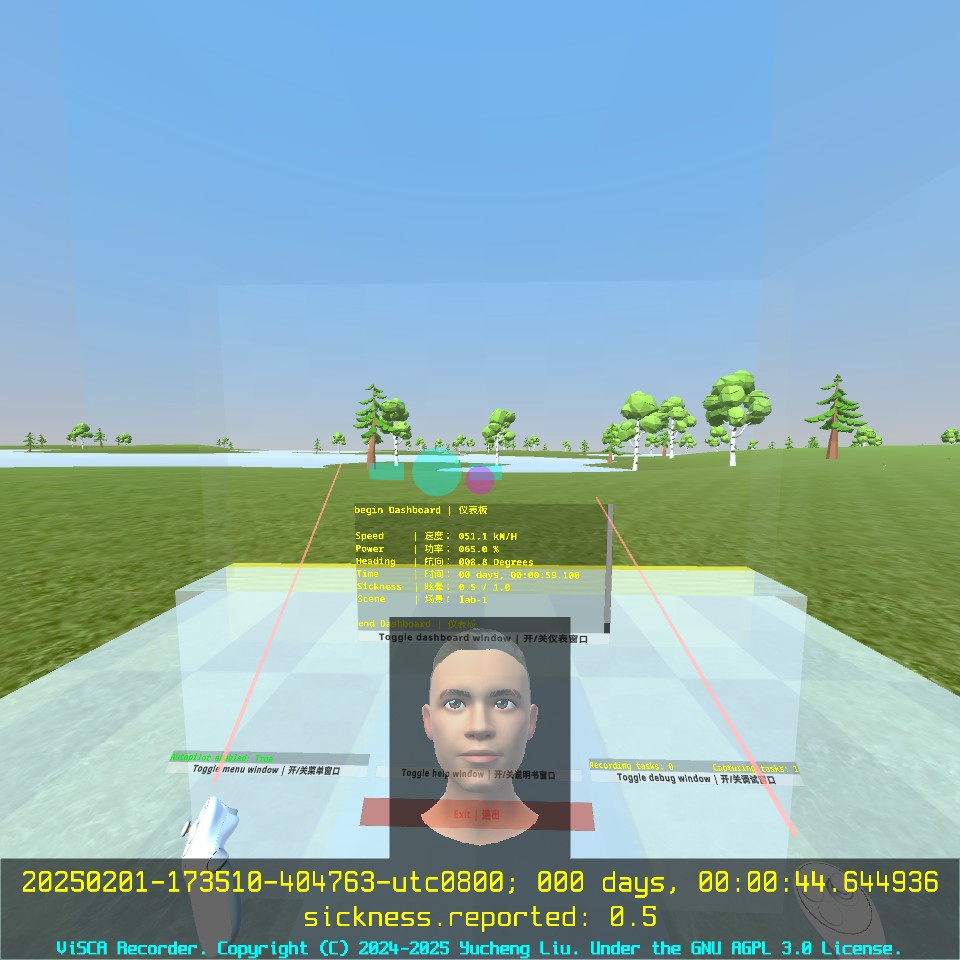 begin Dashboard | 仪表板
Speed | 速度: 051.1 kM/H
Power | 功率: 065.0 %
Heading | 航向: 008.8 Degrees
Time | 时间: 00 days, 00:00:59.100
Sickness | 眩晕: 0.5 / 1.0
Scene | 场景: lab-1
end Dashboard | 仪表板
Toggle dashboard window | 开/关仪表窗口
Autopilot enabled: True
Toggle menu window | 开/关菜单窗口
Toggle help window | 开/关说明书窗口
Recording tasks: 0 Capturing tasks: 1
Toggle debug window | 开/关调试窗口
Exit | 退出
20250201-173510-404763-utc0800; 000 days, 00:00:44.644936
sickness.reported: 0.5
ViSCA Recorder. Copyright (C) 2024-2025 Yucheng Liu. Under the GNU AGPL 3.0 License.